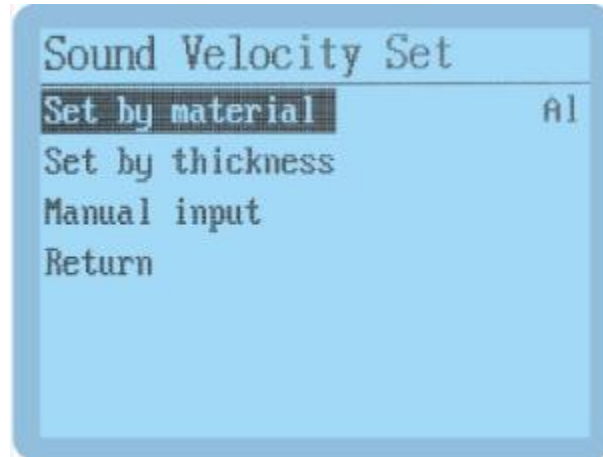 Sound Velocity Set
Set by material Al
Set by thickness
Manual input
Return